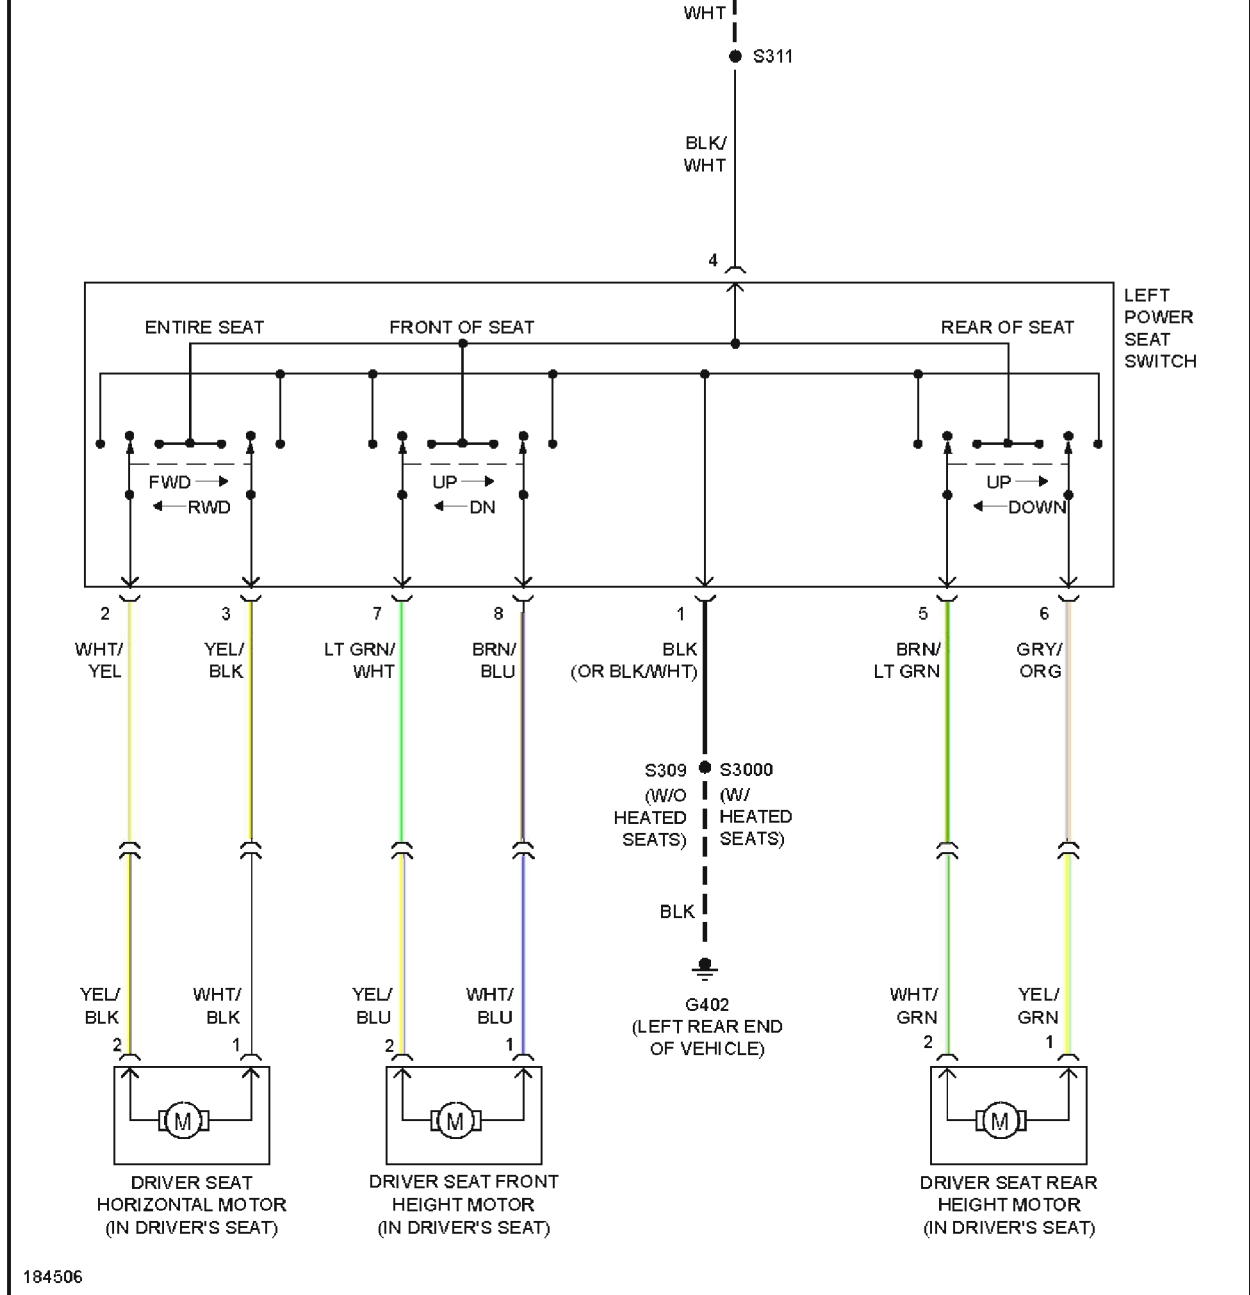 WHT
S311
BLK/
WHT
4
LEFT
POWER
SEAT
SWITCH
ENTIRE SEAT
FRONT OF SEAT
REAR OF SEAT
FWD
RWD
UP
DN
UP
DOWN
2
3
7
8
1
5
6
WHT/
YEL
YEL/
BLK
LT GRN/
WHT
BRN/
BLU
BLK
(OR BLK/WHT)
BRN/
LT GRN
GRY/
ORG
S309
(W/O
HEATED
SEATS)
S3000
(W/
HEATED
SEATS)
BLK
G402
(LEFT REAR END
OF VEHICLE)
YEL/
BLK
2
WHT/
BLK
1
YEL/
BLU
2
WHT/
BLU
1
WHT/
GRN
2
YEL/
GRN
1
M
M
M
DRIVER SEAT
HORIZONTAL MOTOR
(IN DRIVER'S SEAT)
DRIVER SEAT FRONT
HEIGHT MOTOR
(IN DRIVER'S SEAT)
DRIVER SEAT REAR
HEIGHT MOTOR
(IN DRIVER'S SEAT)
184506